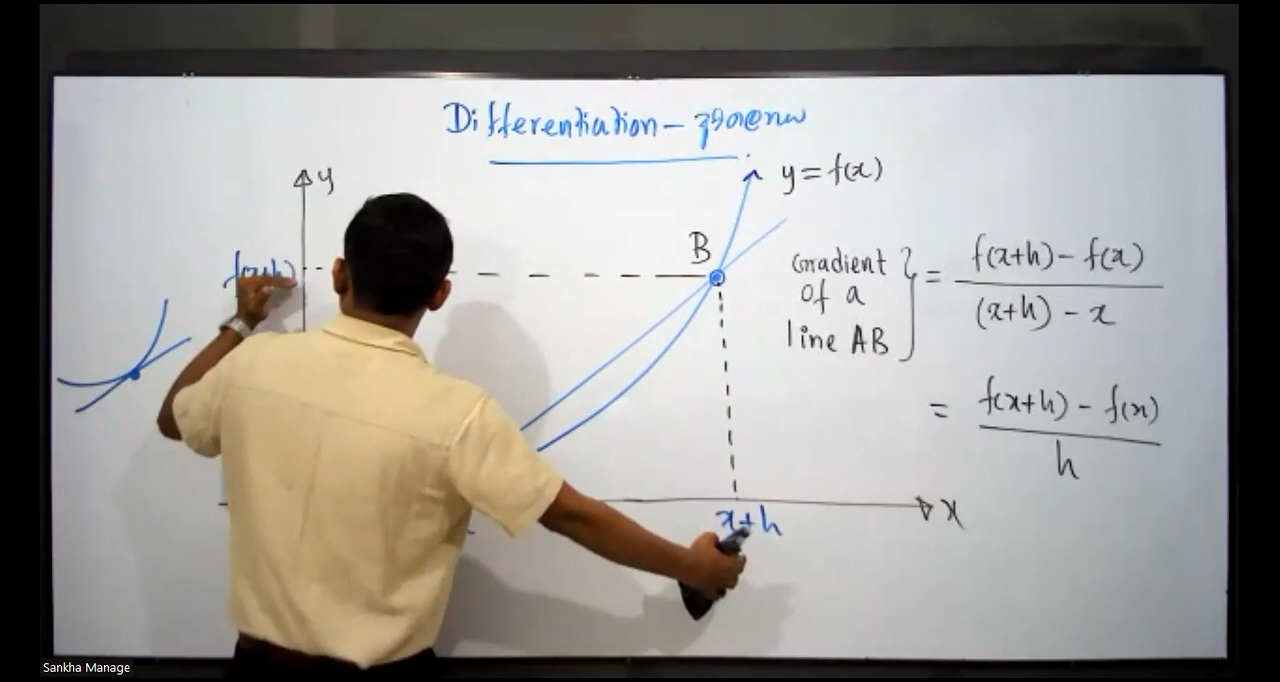 Differentiation - අවකලනය
y
y = f(x)
f(x+h)
B
Gradient
of a
line AB
= f(x+h) - f(x)
(x+h) - x
= f(x+h) - f(x)
h
x+h
x
Sankha Manage